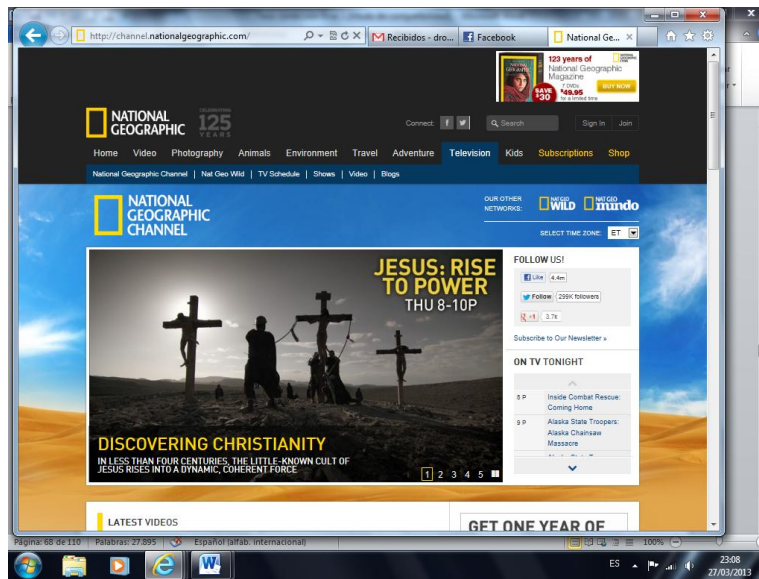 http://channel.nationalgeographic.com/
Recibidos - dro...
Facebook
National Ge...
123 years of
National Geographic
Magazine
7 DVDs
$49.95
for a limited time
SAVE
$30
BUY NOW
NATIONAL
GEOGRAPHIC
CELEBRATING
125
YEARS
Connect:
Search
Sign In
Join
Home Video Photography Animals Environment Travel Adventure Television Kids Subscriptions Shop
National Geographic Channel | Nat Geo Wild | TV Schedule | Shows | Video | Blogs
NATIONAL
GEOGRAPHIC
CHANNEL
OUR OTHER
NETWORKS:
NAT GEO
WILD
NAT GEO
mundo
SELECT TIME ZONE: ET
JESUS: RISE
TO POWER
THU 8-10P
DISCOVERING CHRISTIANITY
IN LESS THAN FOUR CENTURIES, THE LITTLE-KNOWN CULT OF
JESUS RISES INTO A DYNAMIC, COHERENT FORCE
1 2 3 4 5
FOLLOW US!
Like 4.4m
Follow 299K followers
+1 3.7k
Subscribe to Our Newsletter »
ON TV TONIGHT
8 P Inside Combat Rescue:
Coming Home
9 P Alaska State Troopers:
Alaska Chainsaw
Massacre
LATEST VIDEOS
GET ONE YEAR OF
Página: 68 de 110 Palabras: 27.895 Español (alfab. internacional) 100%
ES
23:08
27/03/2013